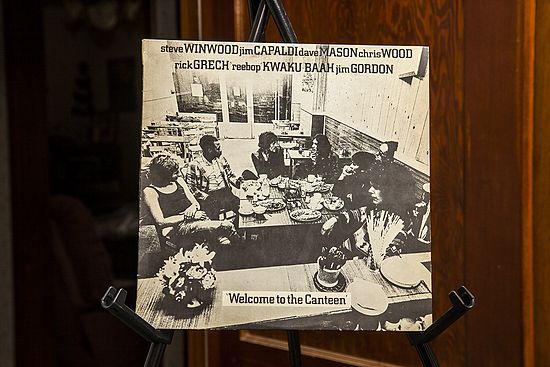 steve WINWOOD jim CAPALDI dave MASON chris WOOD
rick GRECH 'reebop' KWAKU BAAH jim GORDON
'Welcome to the Canteen'